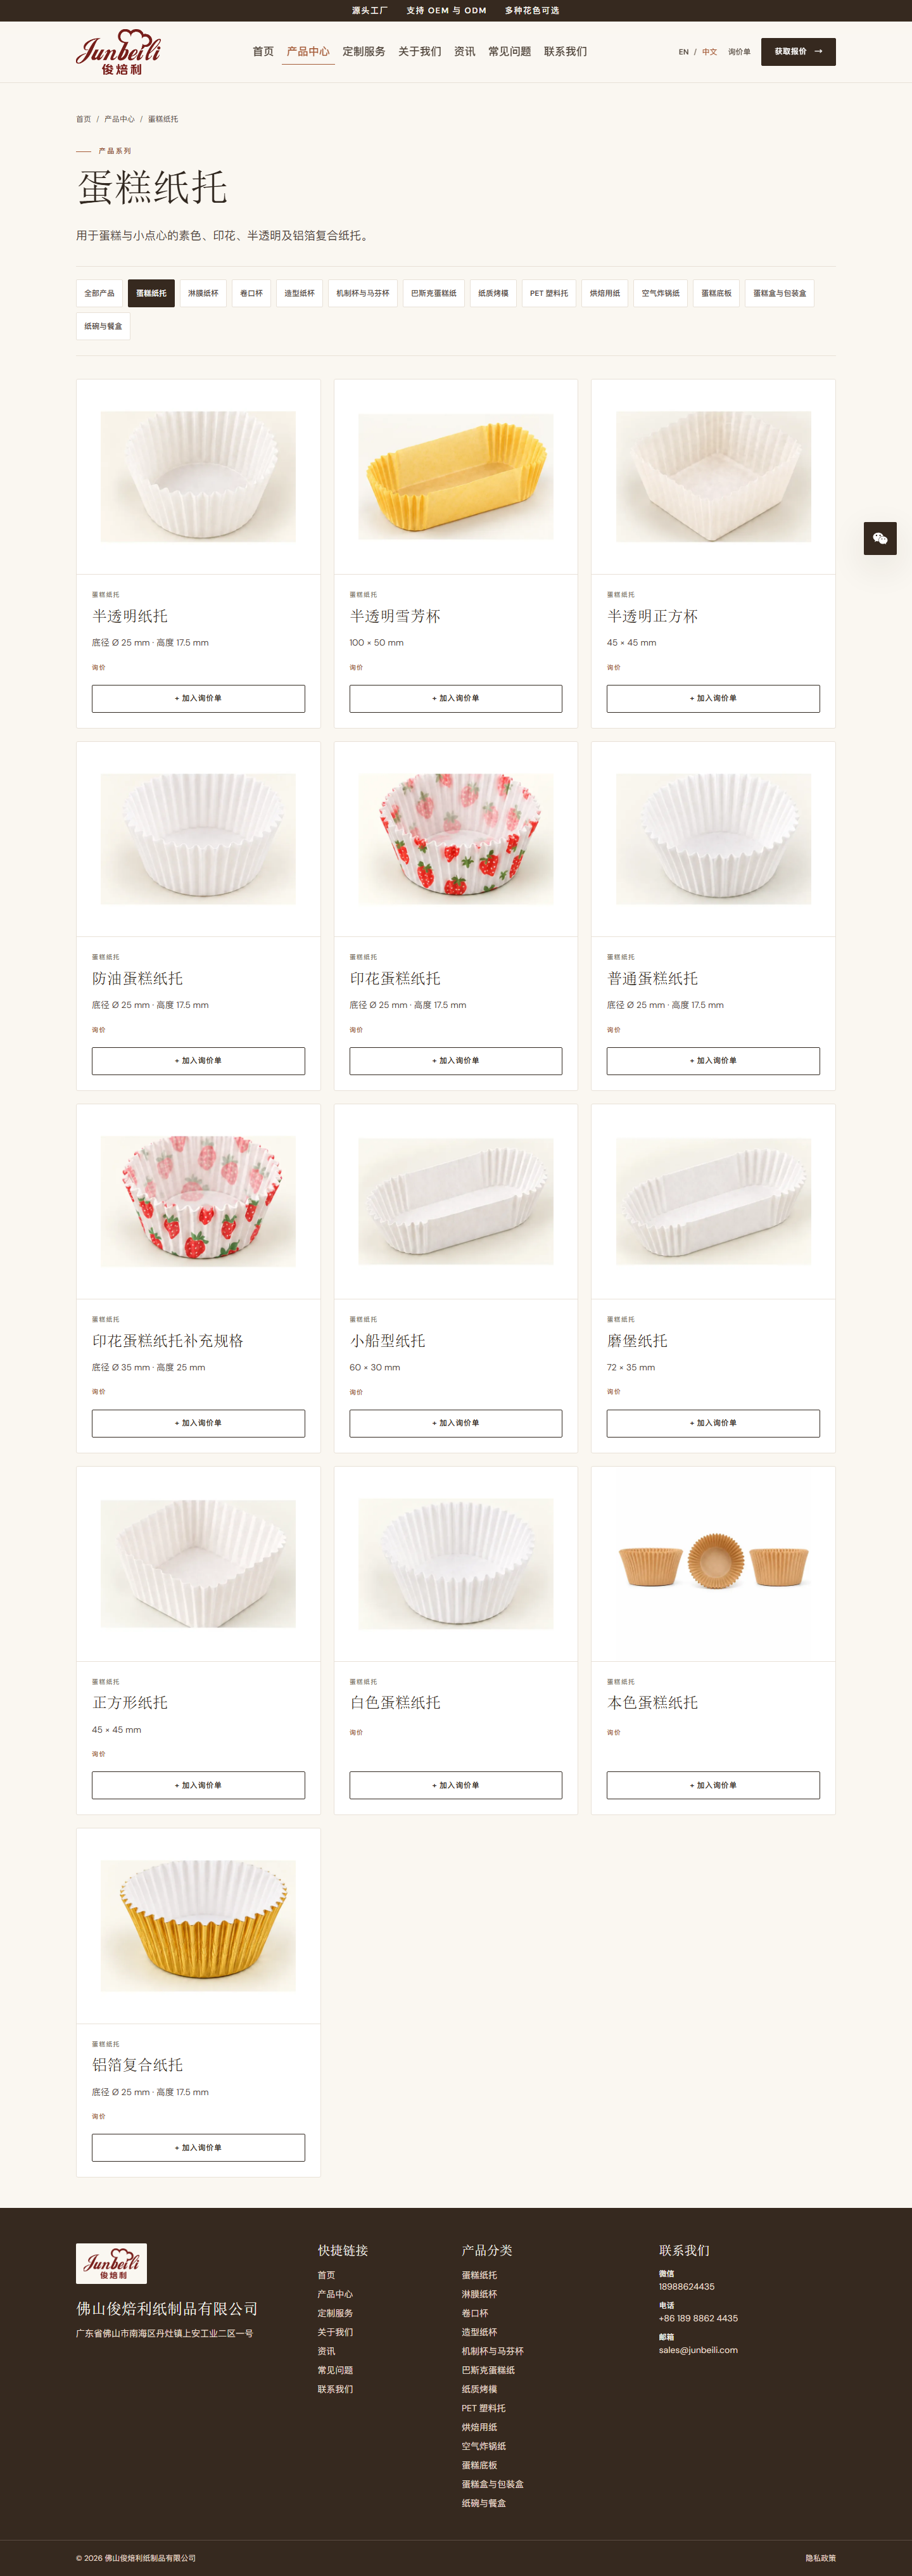 源头工厂 支持 OEM 与 ODM 多种花色可选
Junbeili
俊焙利
首页 产品中心 定制服务 关于我们 资讯 常见问题 联系我们
EN / 中文 询价单 获取报价 →
首页 / 产品中心 / 蛋糕纸托
产品系列
蛋糕纸托
用于蛋糕与小点心的素色、印花、半透明及铝箔复合纸托。
全部产品 蛋糕纸托 淋膜纸杯 卷口杯 造型纸杯 机制杯与马芬杯 巴斯克蛋糕纸 纸质烤模 PET 塑料托 烘焙用纸 空气炸锅纸 蛋糕底板 蛋糕盒与包装盒
纸碗与餐盒
蛋糕纸托
半透明纸托
底径 Ø 25 mm · 高度 17.5 mm
询价
+ 加入询价单
蛋糕纸托
半透明雪芳杯
100 × 50 mm
询价
+ 加入询价单
蛋糕纸托
半透明正方杯
45 × 45 mm
询价
+ 加入询价单
蛋糕纸托
防油蛋糕纸托
底径 Ø 25 mm · 高度 17.5 mm
询价
+ 加入询价单
蛋糕纸托
印花蛋糕纸托
底径 Ø 25 mm · 高度 17.5 mm
询价
+ 加入询价单
蛋糕纸托
普通蛋糕纸托
底径 Ø 25 mm · 高度 17.5 mm
询价
+ 加入询价单
蛋糕纸托
印花蛋糕纸托补充规格
底径 Ø 35 mm · 高度 25 mm
询价
+ 加入询价单
蛋糕纸托
小船型纸托
60 × 30 mm
询价
+ 加入询价单
蛋糕纸托
磨堡纸托
72 × 35 mm
询价
+ 加入询价单
蛋糕纸托
正方形纸托
45 × 45 mm
询价
+ 加入询价单
蛋糕纸托
白色蛋糕纸托
询价
+ 加入询价单
蛋糕纸托
本色蛋糕纸托
询价
+ 加入询价单
蛋糕纸托
铝箔复合纸托
底径 Ø 25 mm · 高度 17.5 mm
询价
+ 加入询价单
Junbeili
俊焙利
佛山俊焙利纸制品有限公司
广东省佛山市南海区丹灶镇上安工业二区一号
快捷链接
首页
产品中心
定制服务
关于我们
资讯
常见问题
联系我们
产品分类
蛋糕纸托
淋膜纸杯
卷口杯
造型纸杯
机制杯与马芬杯
巴斯克蛋糕纸
纸质烤模
PET 塑料托
烘焙用纸
空气炸锅纸
蛋糕底板
蛋糕盒与包装盒
纸碗与餐盒
联系我们
微信
18988624435
电话
+86 189 8862 4435
邮箱
sales@junbeili.com
© 2026 佛山俊焙利纸制品有限公司
隐私政策